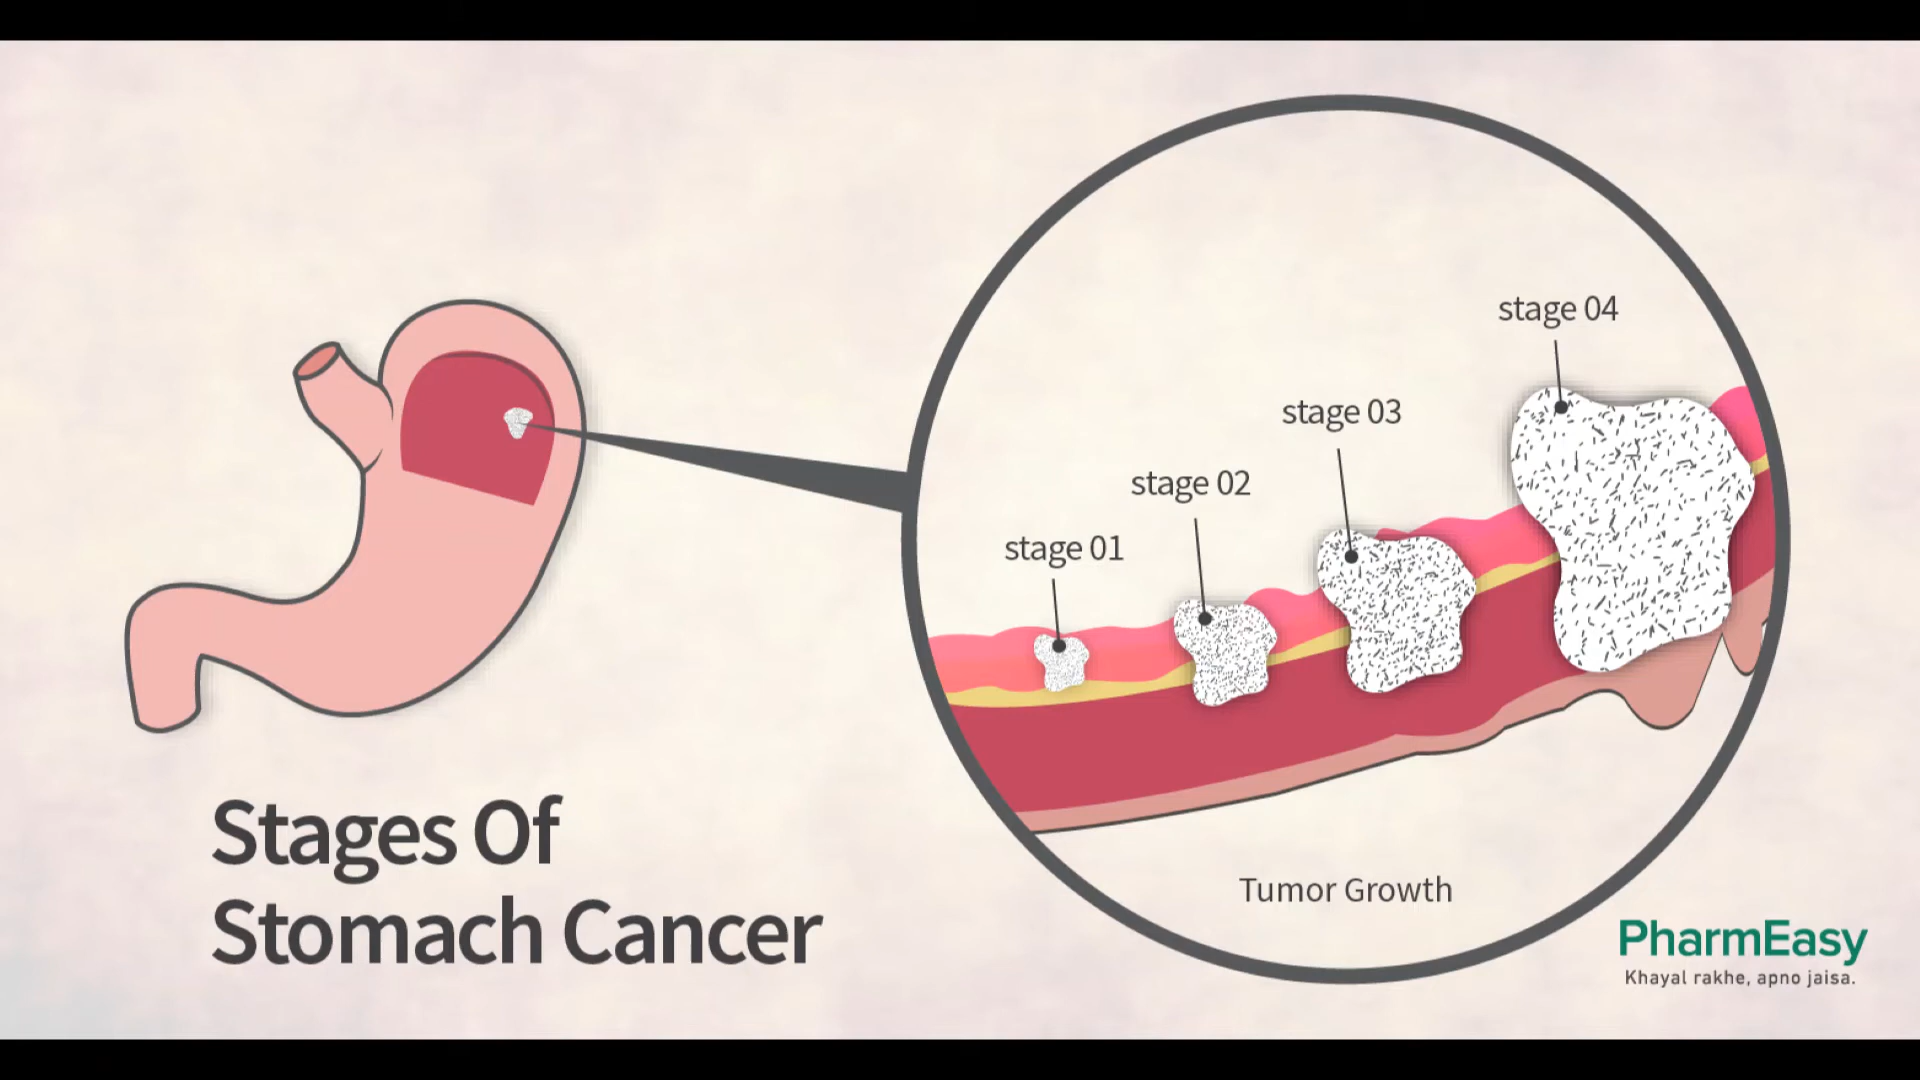 stage 04
stage 03
stage 02
stage 01
Stages Of
Stomach Cancer
Tumor Growth
PharmEasy
Khayal rakhe, apno jaisa.